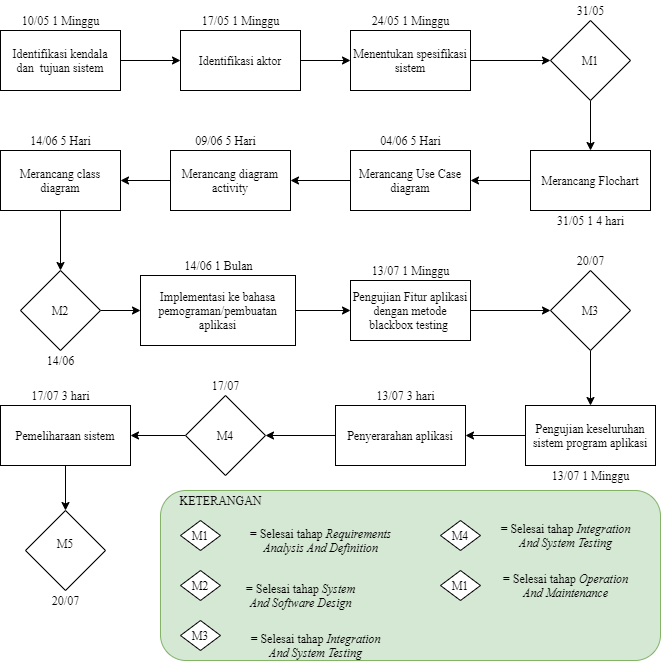 10/05 1 Minggu
17/05 1 Minggu
24/05 1 Minggu
31/05
Identifikasi kendala
dan tujuan sistem
Identifikasi aktor
Menentukan spesifikasi
sistem
M1
14/06 5 Hari
09/06 5 Hari
04/06 5 Hari
Merancang class
diagram
Merancang diagram
activity
Merancang Use Case
diagram
Merancang Flochart
31/05 1 4 hari
14/06 1 Bulan
13/07 1 Minggu
20/07
M2
Implementasi ke bahasa
pemograman/pembuatan
aplikasi
Pengujian Fitur aplikasi
dengan metode
blackbox testing
M3
14/06
17/07 3 hari
17/07
13/07 3 hari
Pemeliharaan sistem
M4
Penyerarahan aplikasi
Pengujian keseluruhan
sistem program aplikasi
13/07 1 Minggu
M5
20/07
KETERANGAN
M1
= Selesai tahap Requirements
Analysis And Definition
M2
= Selesai tahap System
And Software Design
M3
= Selesai tahap Integration
And System Testing
M4
= Selesai tahap Integration
And System Testing
M1
= Selesai tahap Operation
And Maintenance